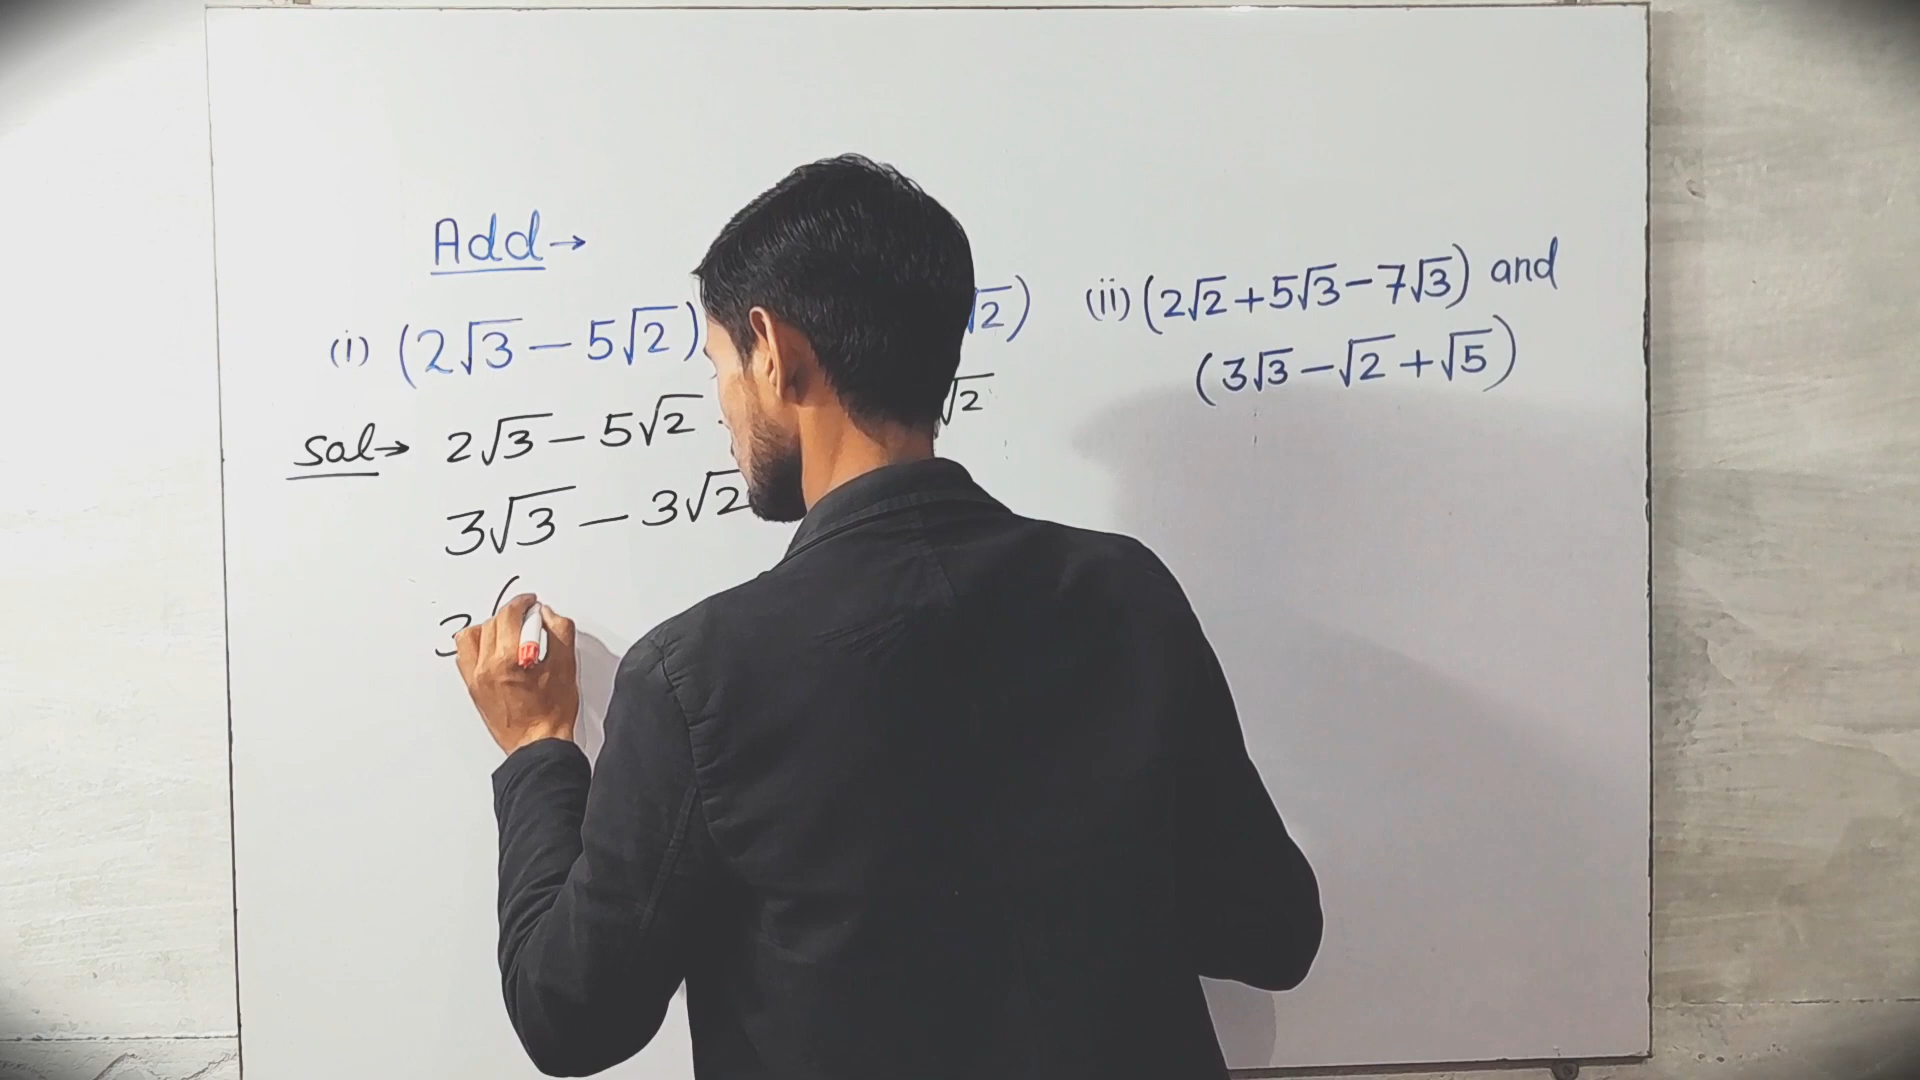 Add→
(i) (2√3 − 5√2) √2)
Sol→ 2√3 − 5√2 √2
3√3 − 3√2
3(
(ii) (2√2 + 5√3 − 7√3) and
(3√3 − √2 + √5)